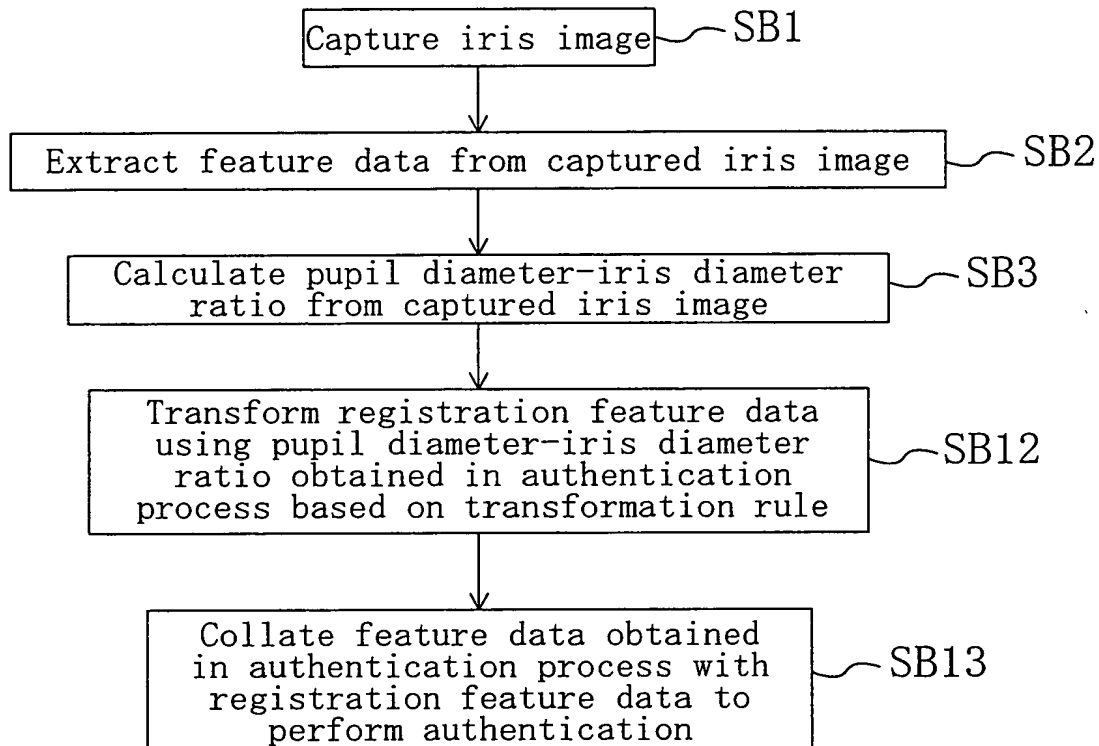 Capture iris image
SB1
Extract feature data from captured iris image
SB2
Calculate pupil diameter-iris diameter
ratio from captured iris image
SB3
Transform registration feature data
using pupil diameter-iris diameter
ratio obtained in authentication
process based on transformation rule
SB12
Collate feature data obtained
in authentication process with
registration feature data to
perform authentication
SB13